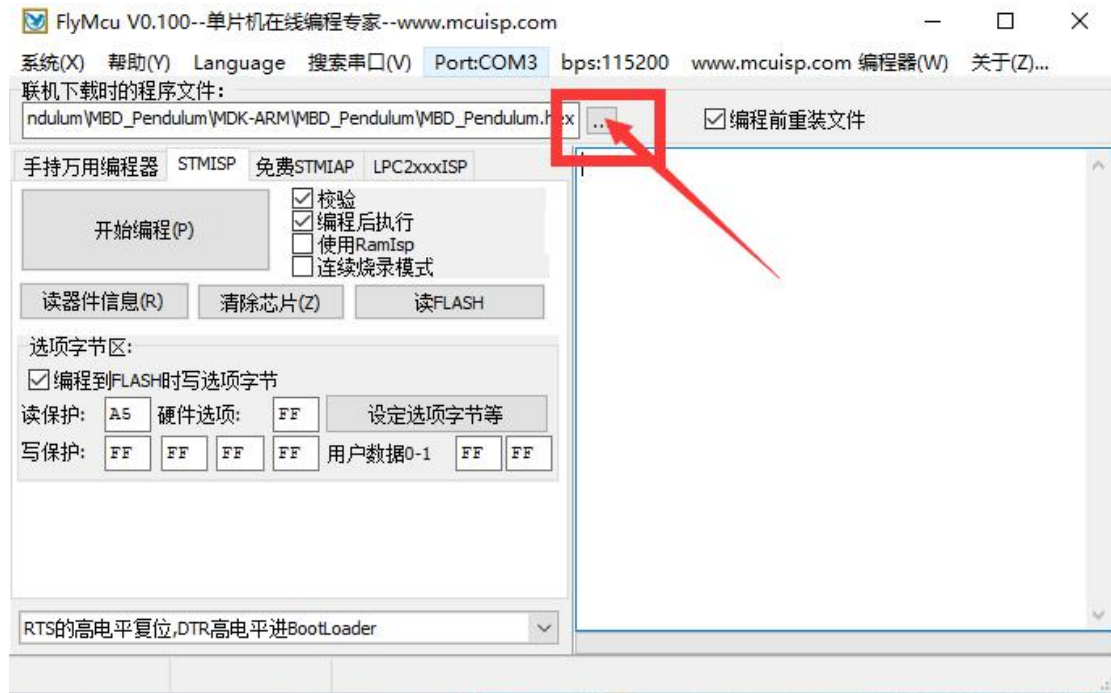 FlyMcu V0.100--单片机在线编程专家--www.mcuisp.com
系统(X) 帮助(Y) Language 搜索串口(V) Port:COM3 bps:115200 www.mcuisp.com 编程器(W) 关于(Z)...
联机下载时的程序文件:
ndulum\MBD_Pendulum\MDK-ARM\MBD_Pendulum\MBD_Pendulum.hex .. 编程前重装文件
手持万用编程器 STMISP 免费STMIAP LPC2xxxISP
开始编程(P)
校验
编程后执行
使用RamIsp
连续烧录模式
读器件信息(R) 清除芯片(Z) 读FLASH
选项字节区:
编程到FLASH时写选项字节
读保护: A5 硬件选项: FF 设定选项字节等
写保护: FF FF FF FF 用户数据0-1 FF FF
RTS的高电平复位,DTR高电平进BootLoader